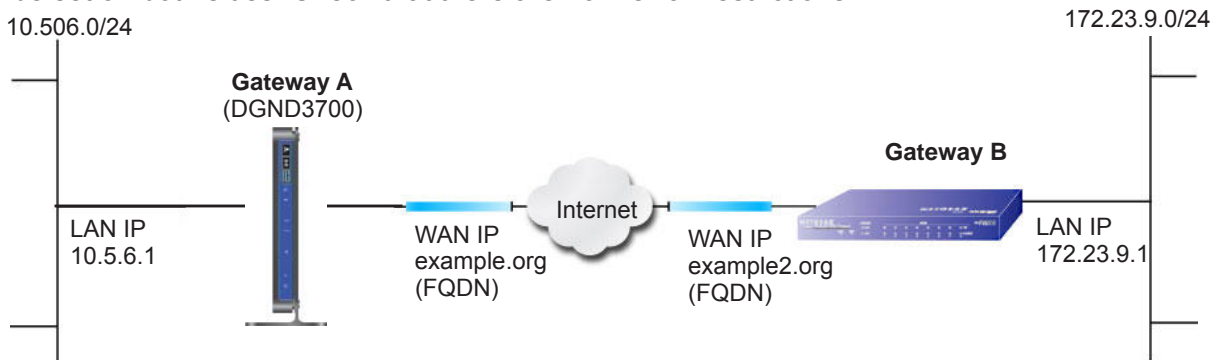 10.506.0/24
172.23.9.0/24
Gateway A
(DGND3700)
Gateway B
Internet
LAN IP
10.5.6.1
WAN IP
example.org
(FQDN)
WAN IP
example2.org
(FQDN)
LAN IP
172.23.9.1